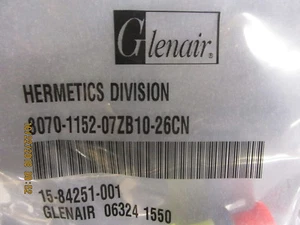 Glenair®
HERMETICS DIVISION
3070-1152-07ZB10-26CN
15-84251-001
GLENAIR 06324 1550